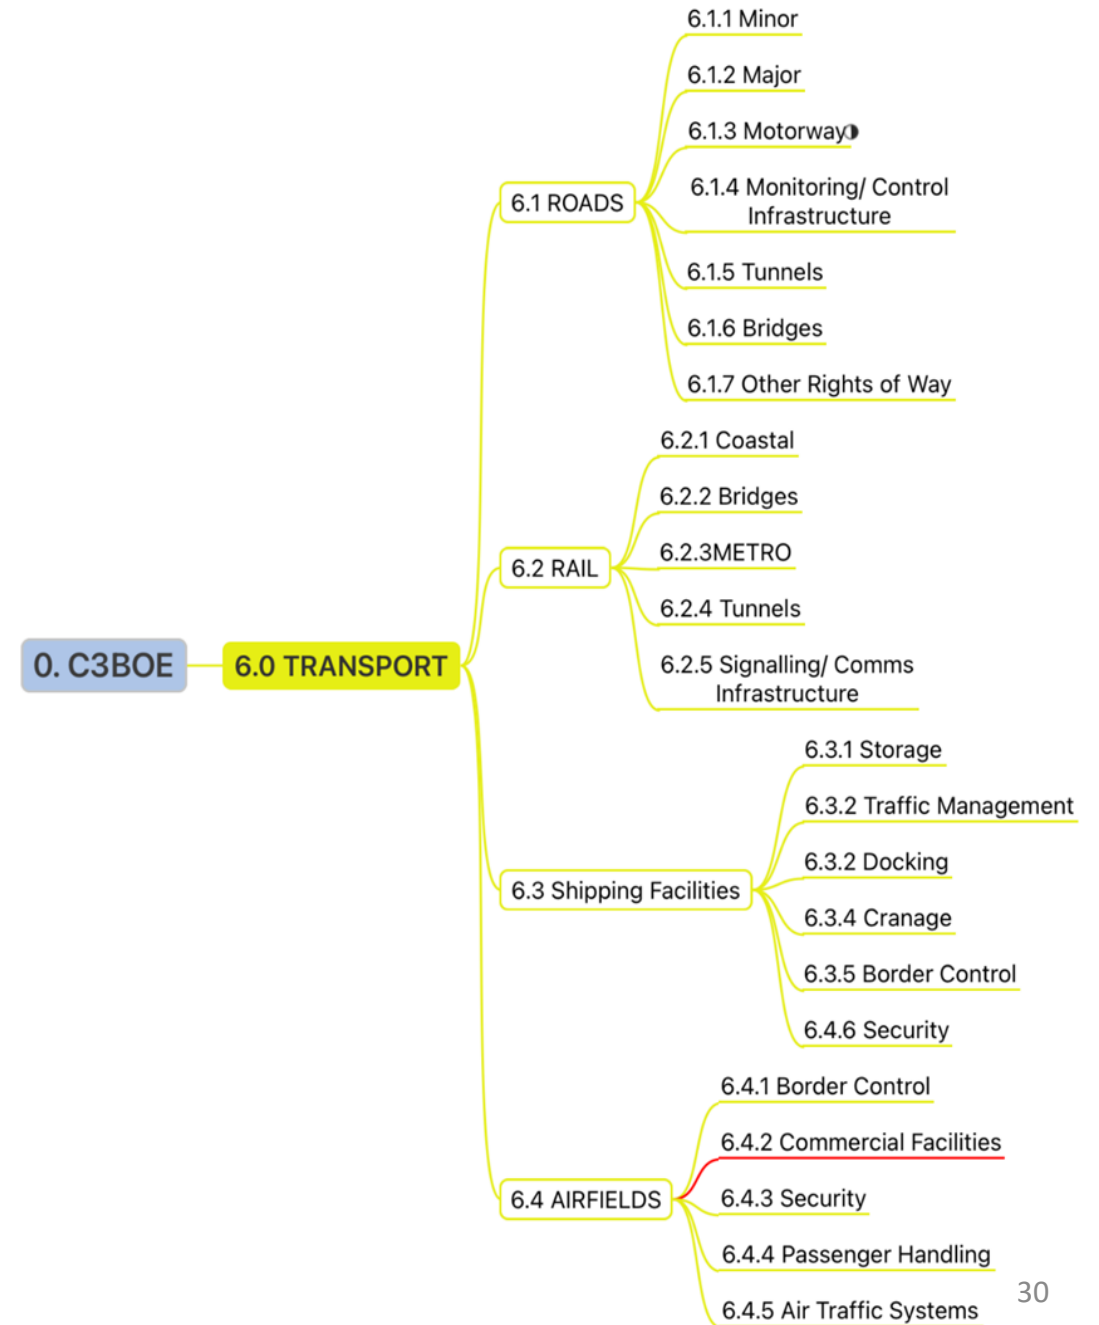 0. C3BOE
6.0 TRANSPORT
6.1 ROADS
6.1.1 Minor
6.1.2 Major
6.1.3 Motorway
6.1.4 Monitoring/ Control
Infrastructure
6.1.5 Tunnels
6.1.6 Bridges
6.1.7 Other Rights of Way
6.2 RAIL
6.2.1 Coastal
6.2.2 Bridges
6.2.3METRO
6.2.4 Tunnels
6.2.5 Signalling/ Comms
Infrastructure
6.3 Shipping Facilities
6.3.1 Storage
6.3.2 Traffic Management
6.3.2 Docking
6.3.4 Cranage
6.3.5 Border Control
6.4.6 Security
6.4 AIRFIELDS
6.4.1 Border Control
6.4.2 Commercial Facilities
6.4.3 Security
6.4.4 Passenger Handling
6.4.5 Air Traffic Systems
30